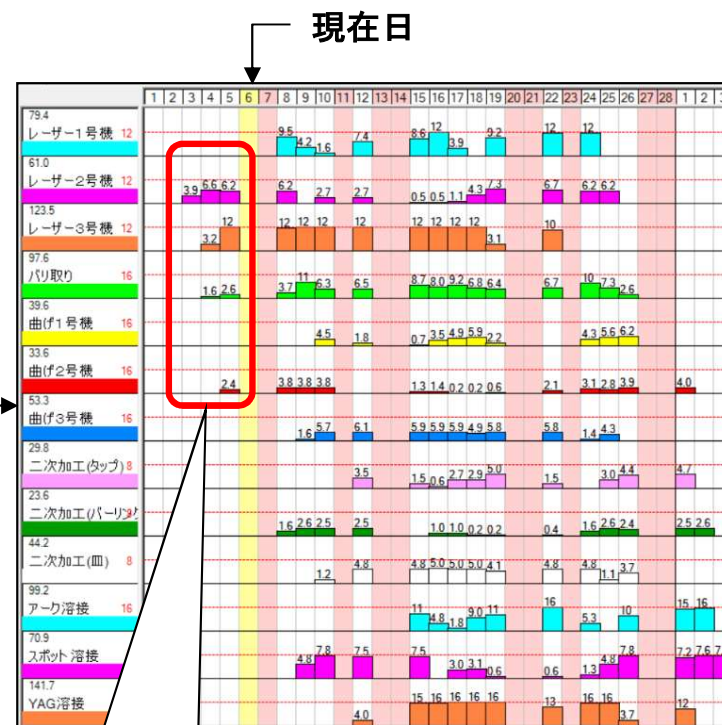 現在日
1 2 3 4 5 6 7 8 9 10 11 12 13 14 15 16 17 18 19 20 21 22 23 24 25 26 27 28 1 2
79.4
レーザー1号機 12 9.5 4.2 1.6 7.4 8.6 12 3.9 9.2 12 12
61.0
レーザー2号機 12 3.9 6.6 6.2 6.2 2.7 2.7 0.5 0.5 1.1 4.3 7.3 6.7 6.2 6.2
123.5
レーザー3号機 12 3.2 12 12 12 12 12 12 12 12 12 3.1 10
97.6
バリ取り 16 1.6 2.6 3.7 11 6.3 6.5 8.7 8.0 9.2 6.8 6.4 6.7 10 7.3 2.6
39.6
曲げ1号機 16 4.5 1.8 0.7 3.5 4.9 5.9 2.2 4.3 5.6 6.2
33.6
曲げ2号機 16 2.4 3.8 3.8 3.8 1.3 1.4 0.2 0.2 0.6 2.1 3.1 2.8 3.9 4.0
53.3
曲げ3号機 16 1.6 5.7 6.1 5.9 5.9 5.9 4.9 5.8 5.8 1.4 4.3
29.8
二次加工(タップ) 8 3.5 1.5 0.6 2.7 2.9 5.0 1.5 3.0 4.4 4.7
23.6
二次加工(バーリング 1.6 2.6 2.5 2.5 1.0 1.0 0.2 0.2 0.4 1.6 2.6 2.4 2.5 2.6
44.2
二次加工(皿) 8 1.2 4.8 4.8 5.0 5.0 5.0 4.1 4.8 4.8 1.1 3.7
99.2
アーク溶接 16 11 4.8 1.8 9.0 11 16 5.3 10 15 16
70.9
スポット溶接 4.8 7.8 7.5 7.5 3.0 3.1 0.6 0.6 1.3 4.8 7.8 7.2 7.6 7
141.7
YAG溶接 4.0 15 16 16 16 16 13 16 16 3.7 12